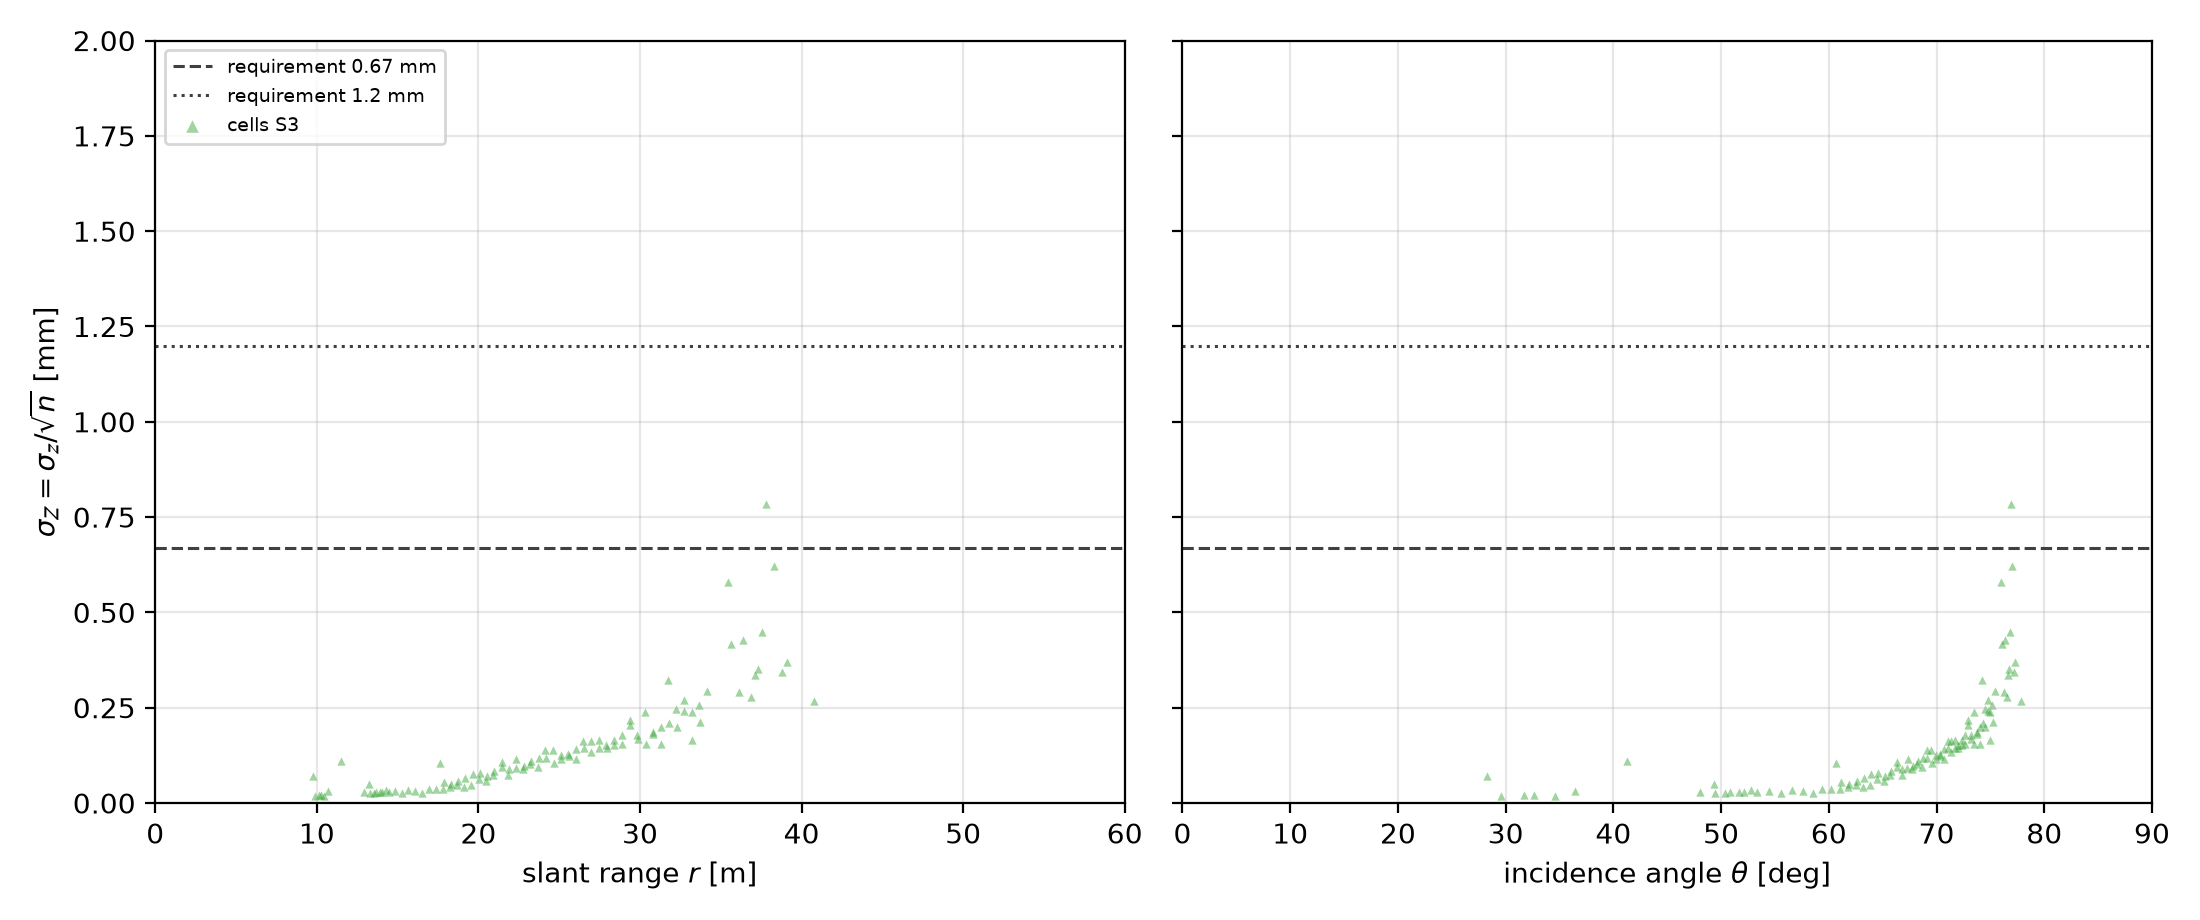 2.00
1.75
1.50
1.25
1.00
0.75
0.50
0.25
0.00
σ_Z = σ_z/√n [mm]
requirement 0.67 mm
requirement 1.2 mm
cells S3
0 10 20 30 40 50 60
slant range r [m]
0 10 20 30 40 50 60 70 80 90
incidence angle θ [deg]